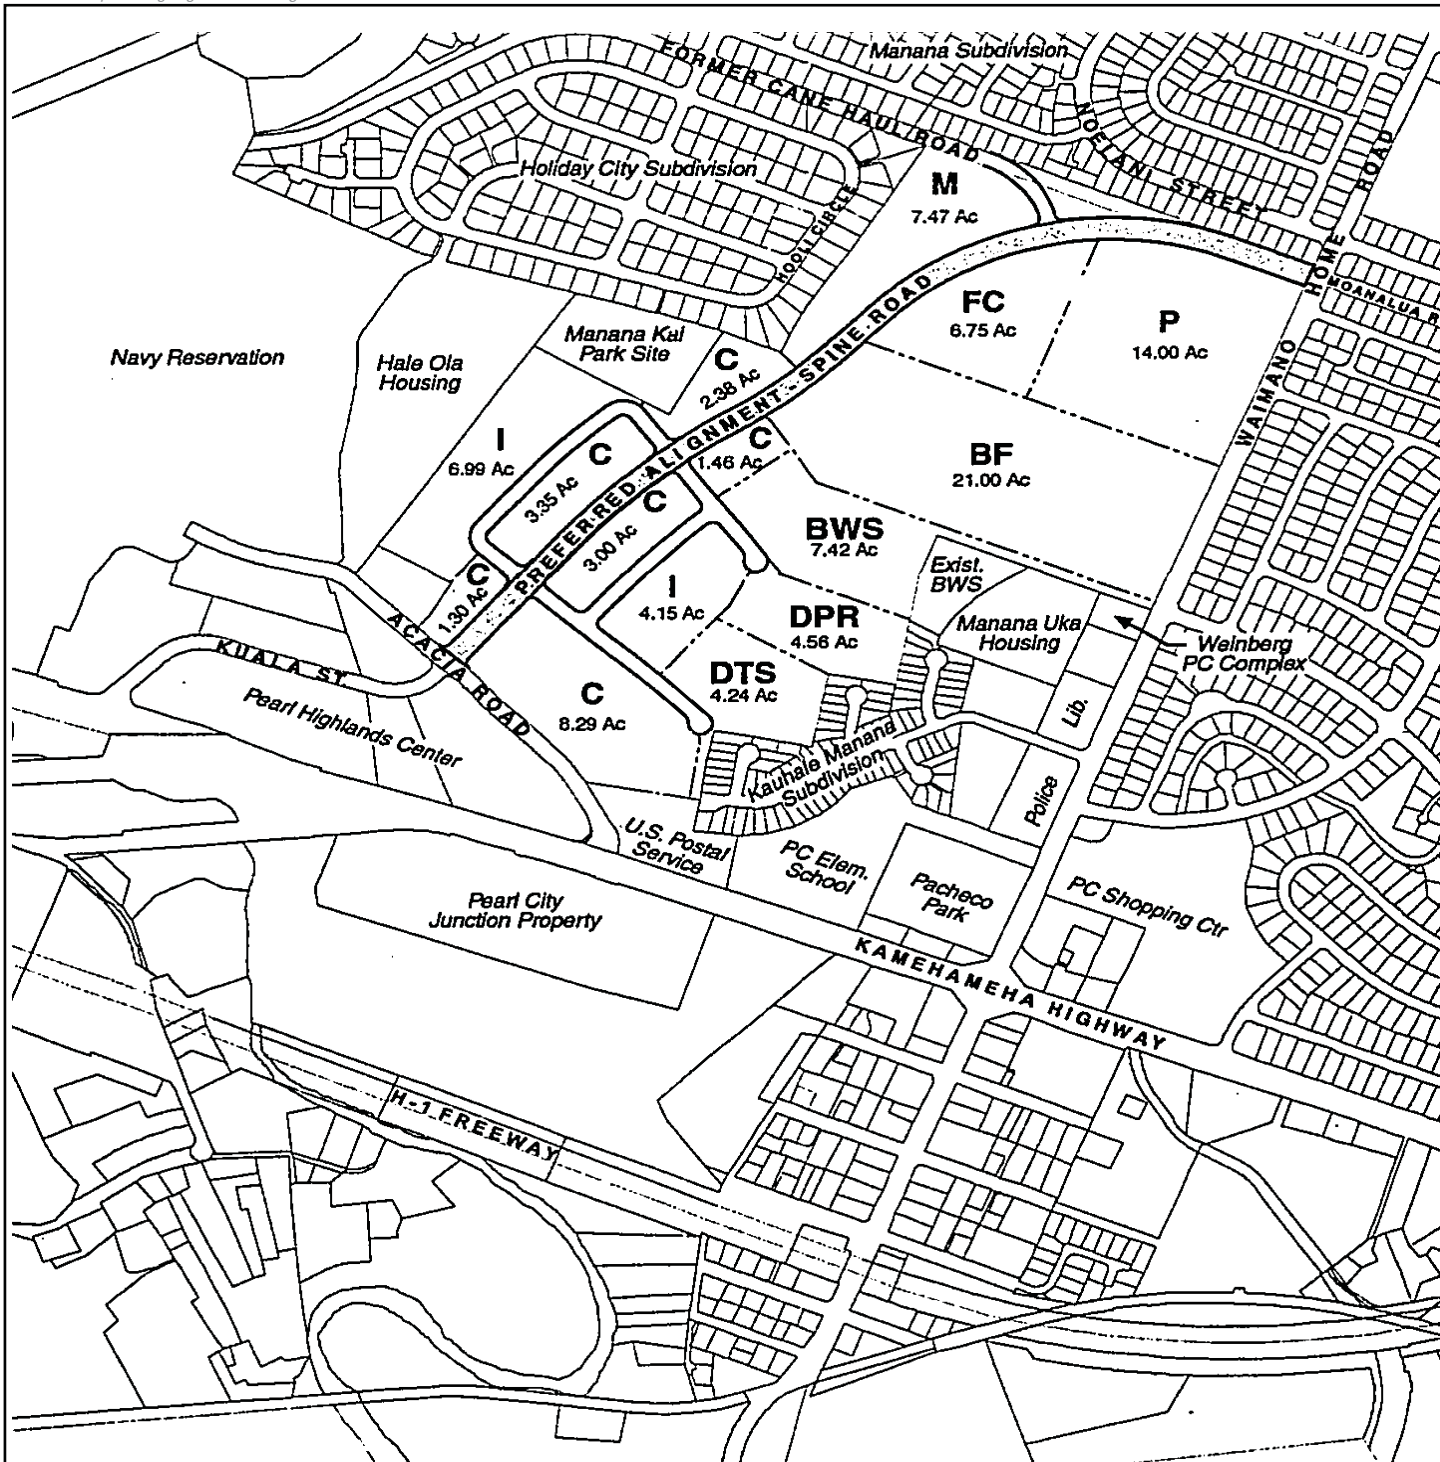 Manana Subdivision
FORMER CANE HAUL ROAD
NOELANI STREET
Holiday City Subdivision
HOOLI CIRCLE
M
7.47 Ac
WAIMANO HOME ROAD
MOANALUA R
FC
6.75 Ac
P
14.00 Ac
Navy Reservation
Hale Ola
Housing
Manana Kai
Park Site
C
2.38 Ac
PREFERRED ALIGNMENT - SPINE ROAD
I
6.99 Ac
C
3.35 Ac
C
1.46 Ac
BF
21.00 Ac
C
3.00 Ac
BWS
7.42 Ac
Exist.
BWS
C
1.30 Ac
I
4.15 Ac
DPR
4.56 Ac
Manana Uka
Housing
Weinberg
PC Complex
ACACIA ROAD
KUALA ST.
DTS
4.24 Ac
C
8.29 Ac
Lib.
Pearl Highlands Center
Kauhale Manana
Subdivision
Police
U.S. Postal
Service
PC Elem.
School
Pacheco
Park
PC Shopping Ctr
Pearl City
Junction Property
KAMEHAMEHA HIGHWAY
H-1 FREEWAY